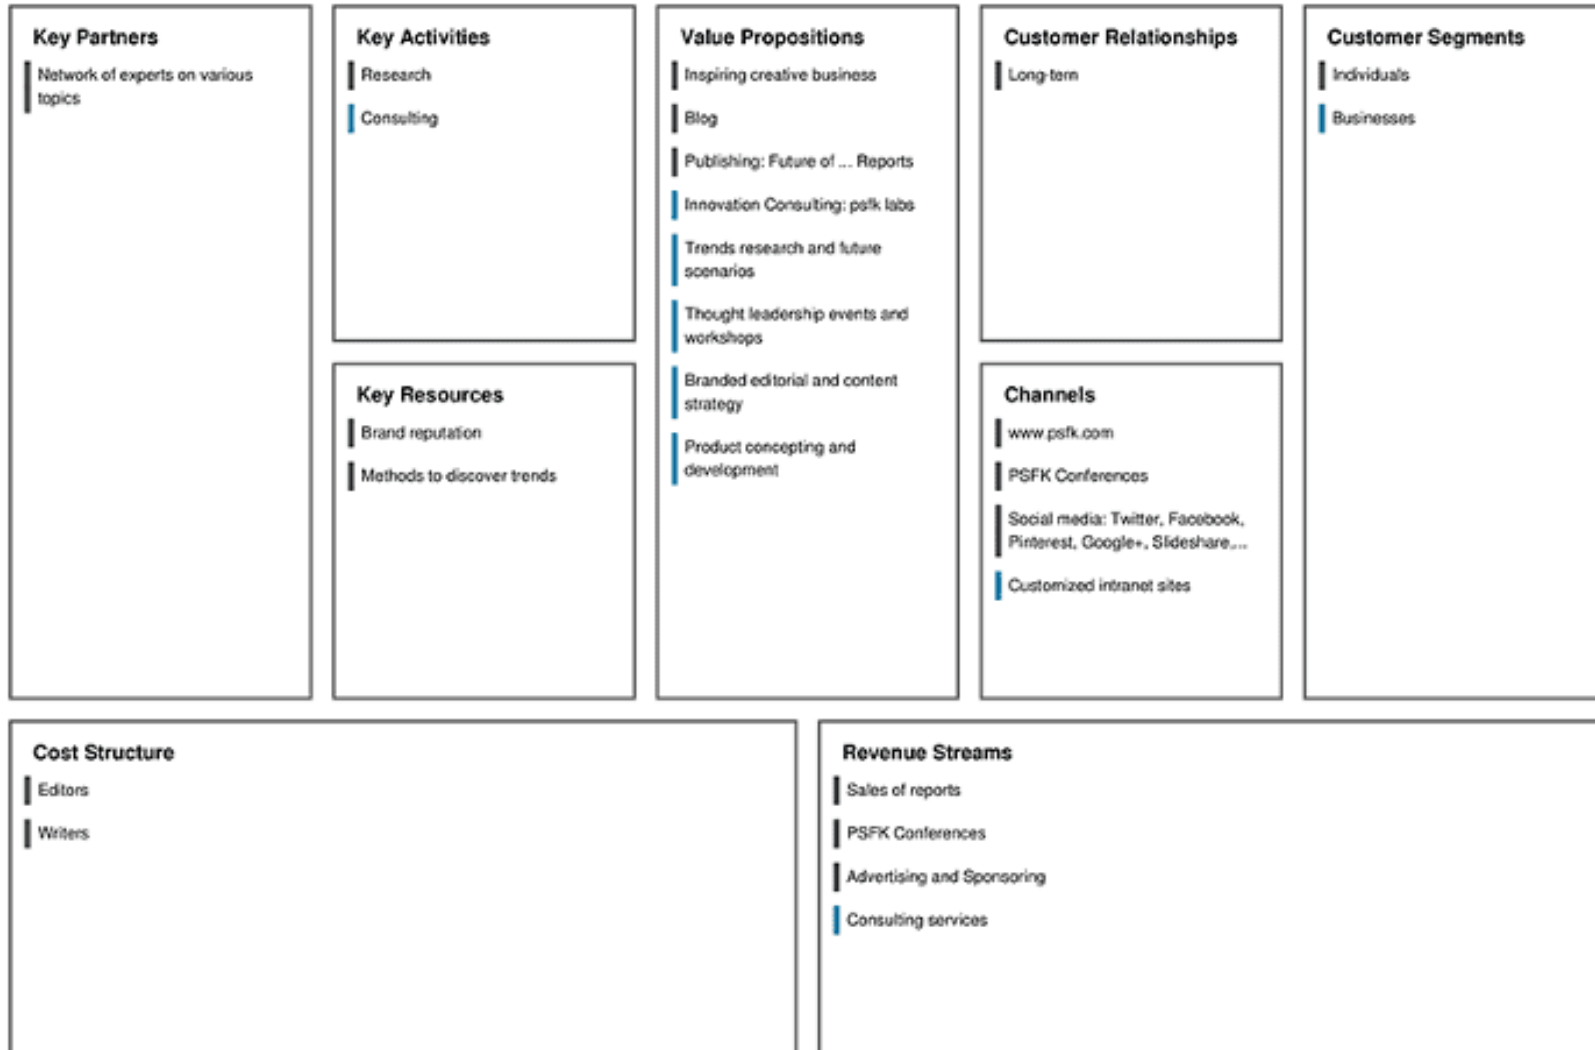 Key Partners
Network of experts on various
topics
Key Activities
Research
Consulting
Key Resources
Brand reputation
Methods to discover trends
Value Propositions
Inspiring creative business
Blog
Publishing: Future of ... Reports
Innovation Consulting: psfk labs
Trends research and future
scenarios
Thought leadership events and
workshops
Branded editorial and content
strategy
Product concepting and
development
Customer Relationships
Long-term
Channels
www.psfk.com
PSFK Conferences
Social media: Twitter, Facebook,
Pinterest, Google+, Slideshare,...
Customized intranet sites
Customer Segments
Individuals
Businesses
Cost Structure
Editors
Writers
Revenue Streams
Sales of reports
PSFK Conferences
Advertising and Sponsoring
Consulting services